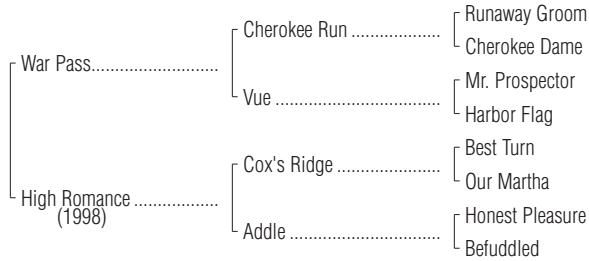 Runaway Groom
Cherokee Run ....................
Cherokee Dame
War Pass.............................
Mr. Prospector
Vue .....................................
Harbor Flag
Best Turn
Cox's Ridge .......................
Our Martha
High Romance ...................
(1998)
Honest Pleasure
Addle ..................................
Befuddled